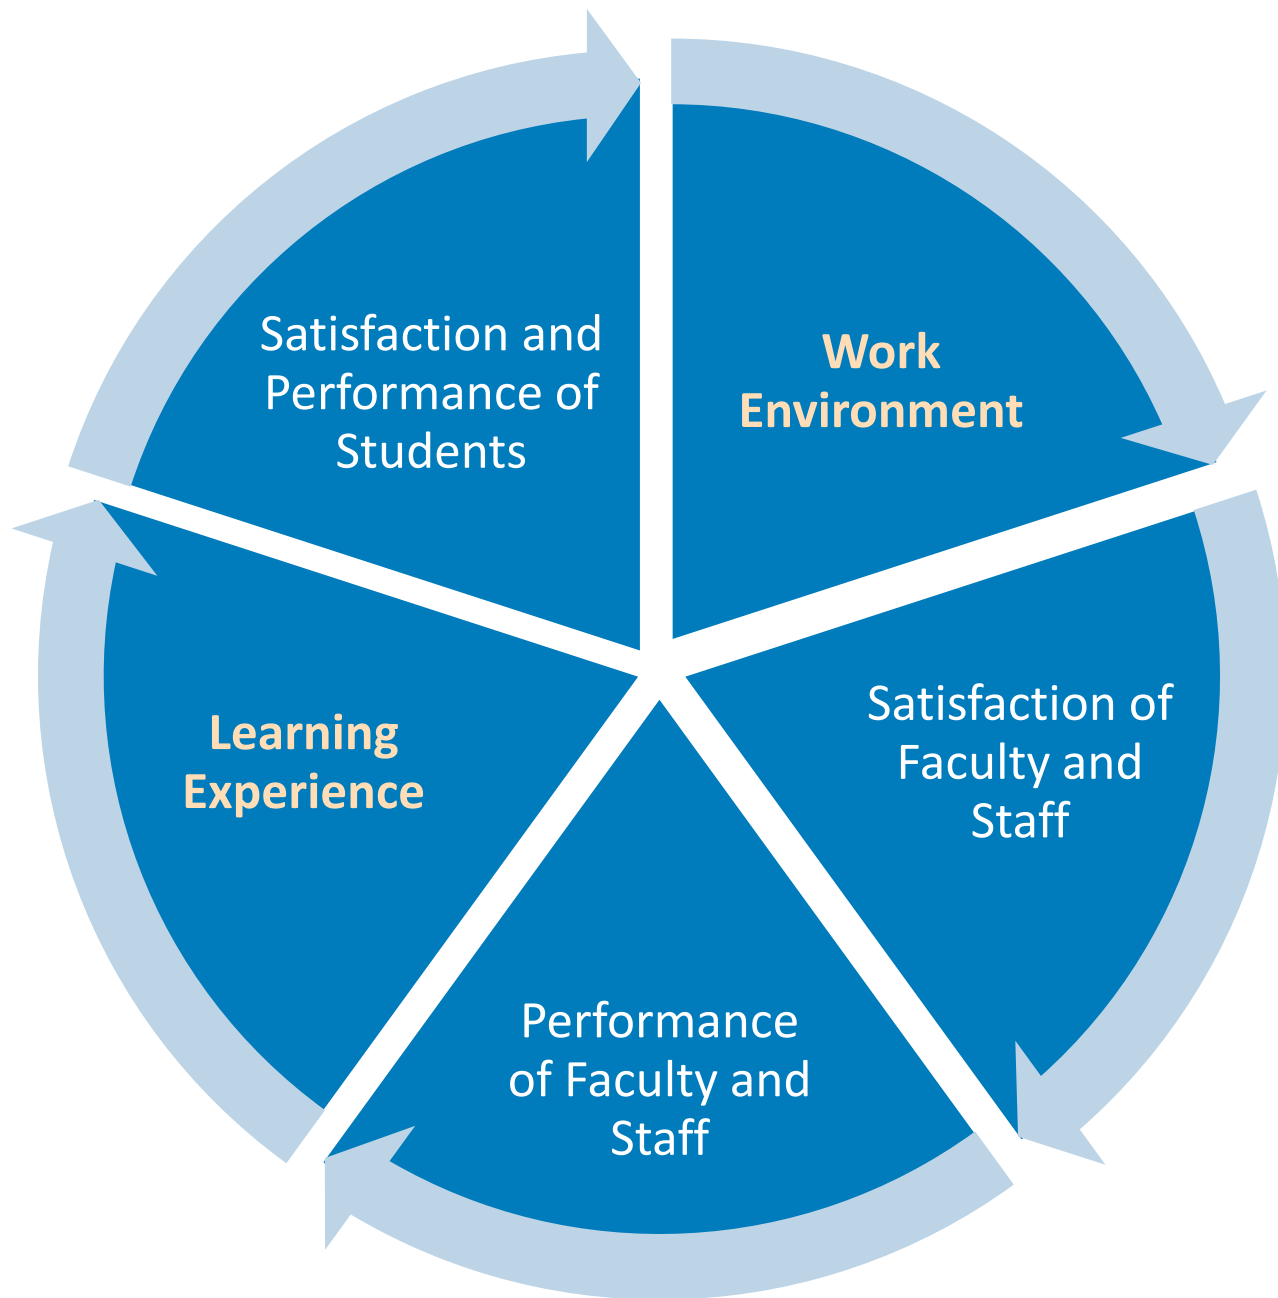 Work
Environment
Satisfaction of
Faculty and
Staff
Performance
of Faculty and
Staff
Learning
Experience
Satisfaction and
Performance of
Students